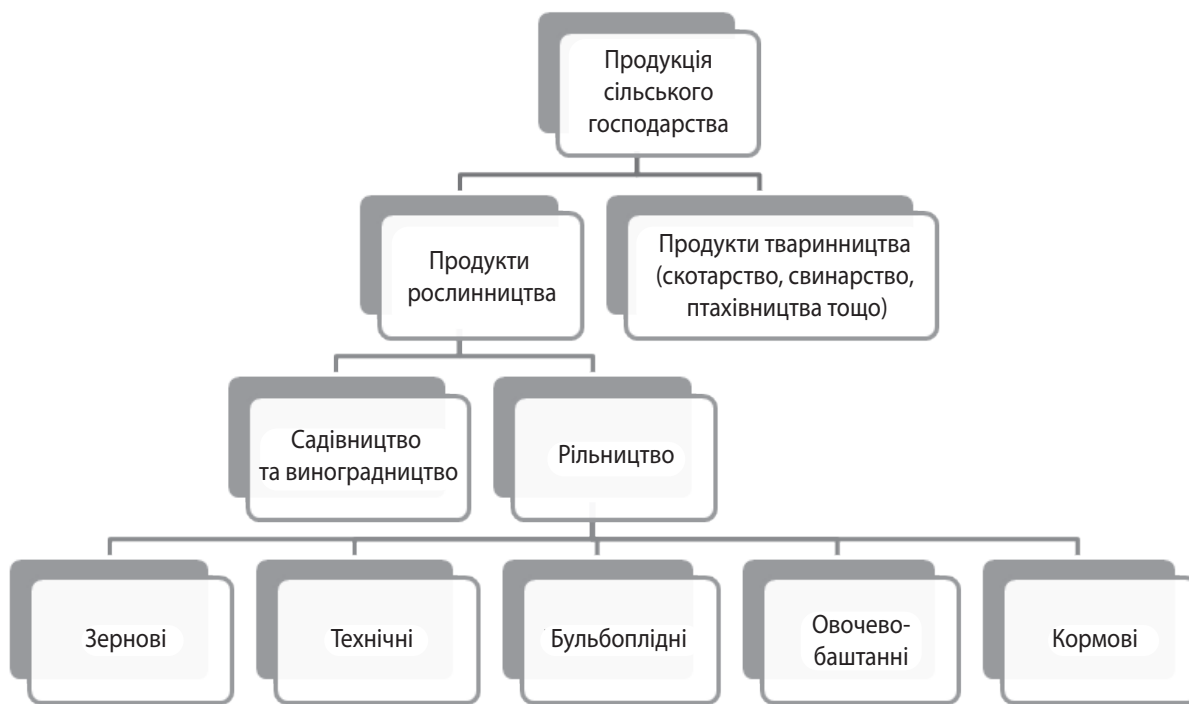 Продукція
сільського
господарства
Продукти
рослинництва
Продукти тваринництва
(скотарство, свинарство,
птахівництва тощо)
Садівництво
та виноградництво
Рільництво
Зернові
Технічні
Бульбоплідні
Овочево-
баштанні
Кормові